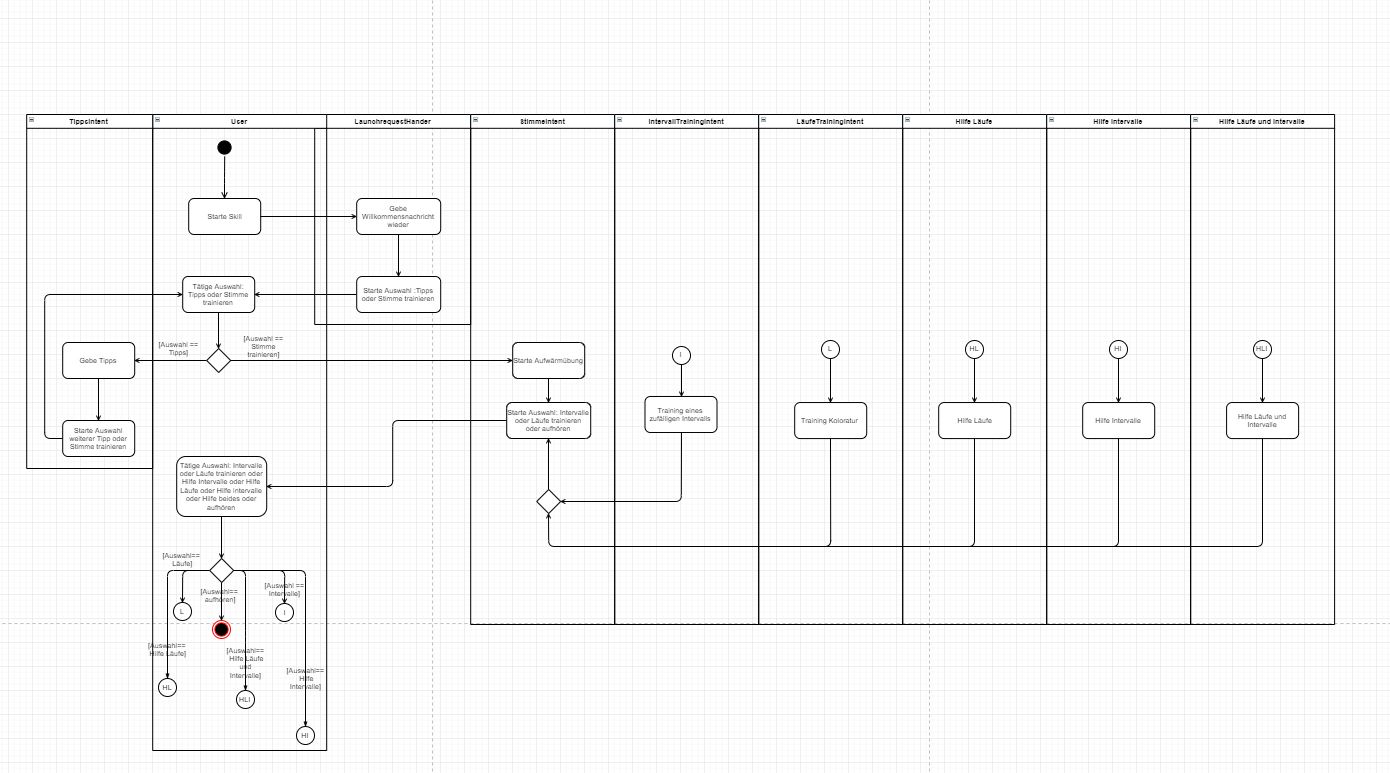 TippsIntent
User
LaunchrequestHander
StimmeIntent
IntervallTrainingIntent
LäufeTrainingIntent
Hilfe Läufe
Hilfe Intervalle
Hilfe Läufe und Intervalle
Starte Skill
Gebe
Willkommensnachricht
wieder
Tätige Auswahl:
Tipps oder Stimme
trainieren
Starte Auswahl :Tipps
oder Stimme trainieren
[Auswahl ==
Tipps]
[Auswahl ==
Stimme
trainieren]
Gebe Tipps
Starte Aufwärmübung
I
L
HL
HI
HLI
Starte Auswahl
weiterer Tipp oder
Stimme trainieren
Starte Auswahl: Intervalle
oder Läufe trainieren
oder aufhören
Training eines
zufälligen Intervalls
Training Koloratur
Hilfe Läufe
Hilfe Intervalle
Hilfe Läufe und
Intervalle
Tätige Auswahl: Intervalle
oder Läufe trainieren oder
Hilfe Intervalle oder Hilfe
Läufe oder Hilfe intervalle
oder Hilfe beides oder
aufhören
[Auswahl==
Läufe]
[Auswahl==
aufhören]
[Auswahl ==
Intervalle]
L
I
[Auswahl==
Hilfe Läufe]
[Auswahl==
Hilfe Läufe
und
Intervalle]
[Auswahl==
Hilfe
Intervalle]
HL
HLI
HI